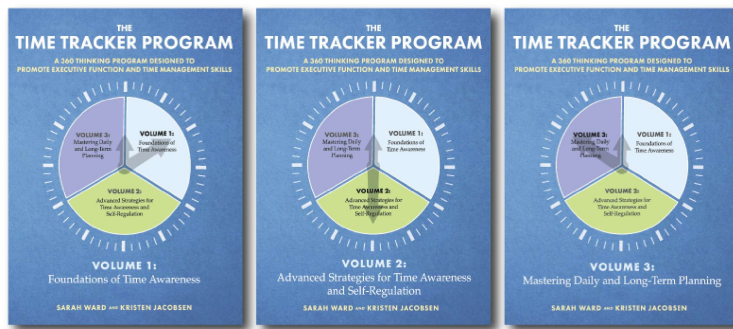 THE
TIME TRACKER PROGRAM
A 360 THINKING PROGRAM DESIGNED TO
PROMOTE EXECUTIVE FUNCTION AND TIME MANAGEMENT SKILLS
VOLUME 3:
Mastering Daily
and Long-Term
Planning
VOLUME 1:
Foundations of
Time Awareness
VOLUME 2:
Advanced Strategies for
Time Awareness and
Self-Regulation
VOLUME 1:
Foundations of Time Awareness
SARAH WARD AND KRISTEN JACOBSEN
THE
TIME TRACKER PROGRAM
A 360 THINKING PROGRAM DESIGNED TO
PROMOTE EXECUTIVE FUNCTION AND TIME MANAGEMENT SKILLS
VOLUME 3:
Mastering Daily
and Long-Term
Planning
VOLUME 1:
Foundations of
Time Awareness
VOLUME 2:
Advanced Strategies for
Time Awareness and
Self-Regulation
VOLUME 2:
Advanced Strategies for Time Awareness
and Self-Regulation
SARAH WARD AND KRISTEN JACOBSEN
THE
TIME TRACKER PROGRAM
A 360 THINKING PROGRAM DESIGNED TO
PROMOTE EXECUTIVE FUNCTION AND TIME MANAGEMENT SKILLS
VOLUME 3:
Mastering Daily
and Long-Term
Planning
VOLUME 1:
Foundations of
Time Awareness
VOLUME 2:
Advanced Strategies for
Time Awareness and
Self-Regulation
VOLUME 3:
Mastering Daily and Long-Term Planning
SARAH WARD AND KRISTEN JACOBSEN